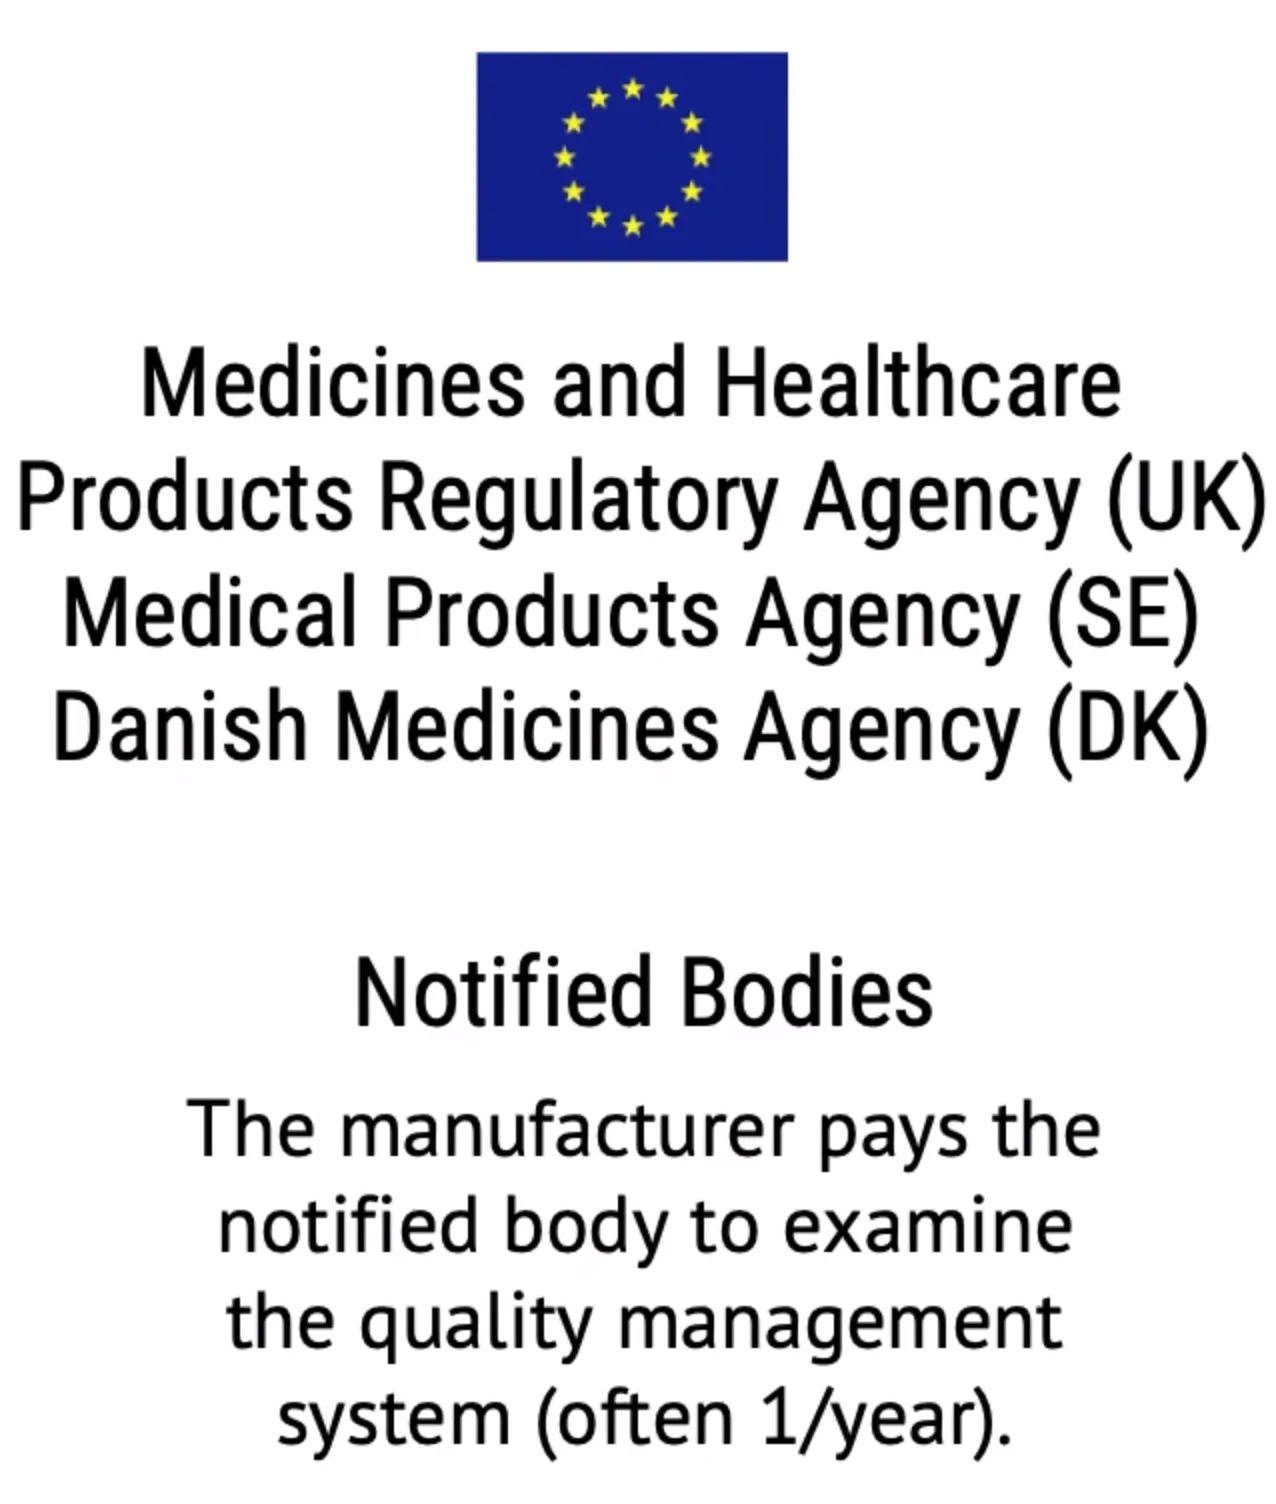 Medicines and Healthcare
Products Regulatory Agency (UK)
Medical Products Agency (SE)
Danish Medicines Agency (DK)
Notified Bodies
The manufacturer pays the
notified body to examine
the quality management
system (often 1/year).